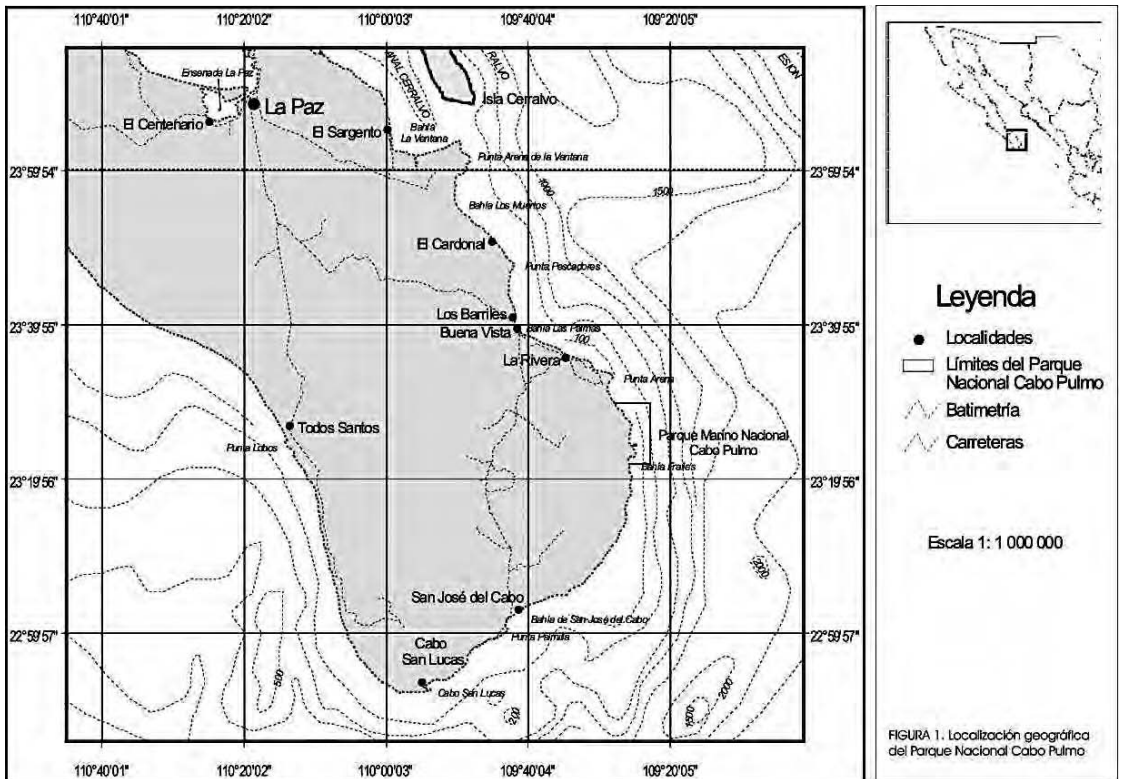 110°40'01"
110°20'02"
110°00'03"
109°40'04"
109°20'05"
Ensenada La Paz
La Paz
El Centenario
El Sargento
Bahía
La Ventana
ANAL CERRALVO
RALVO
Isla Cerralvo
ESION
Punta Arena de la Ventana
23°59'54"
23°59'54"
1000
1500
Bahía Los Muertos
El Cardonal
Punta Pescadores
Los Barriles
Buena Vista
Bahía Las Palmas
23°39'55"
23°39'55"
100
La Rivera
Punta Arena
Todos Santos
Punta Lobos
Parque Marino Nacional
Cabo Pulmo
Bahía Frailes
23°19'56"
23°19'56"
2000
San José del Cabo
Bahía de San José del Cabo
Punta Palmilla
22°59'57"
22°59'57"
Cabo
San Lucas
Cabo San Lucas
500
200
1500
2000
110°40'01"
110°20'02"
110°00'03"
109°40'04"
109°20'05"
Leyenda
Localidades
Límites del Parque
Nacional Cabo Pulmo
Batimetría
Carreteras
Escala 1: 1 000 000
FIGURA 1. Localización geográfica
del Parque Nacional Cabo Pulmo